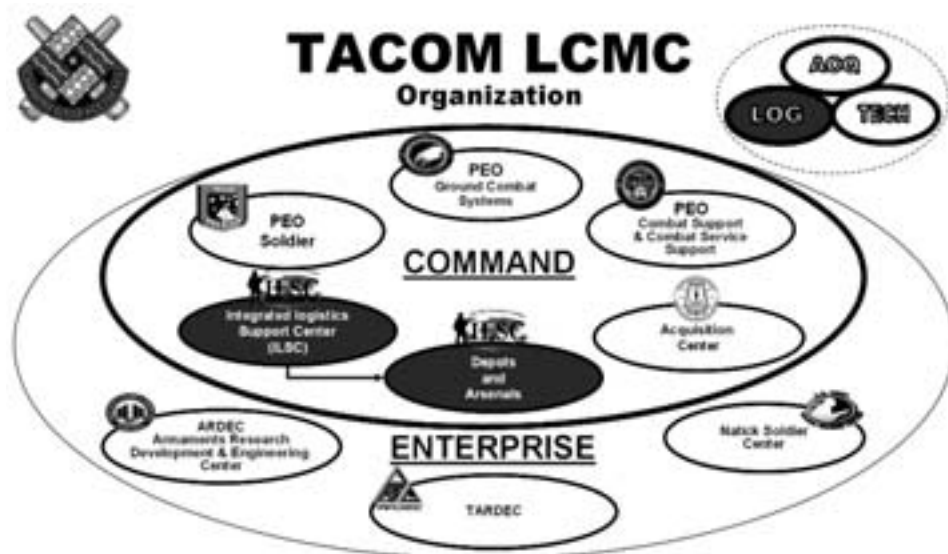 TACOM LCMC
Organization
ACQ
LOG
TECH
PEO
Ground Combat
Systems
PEO
Soldier
PEO
Combat Support
& Combat Service
Support
COMMAND
ILSC
Integrated logistics
Support Center
(ILSC)
ILSC
Depots
and
Arsenals
Acquisition
Center
ARDEC
Armaments Research
Development & Engineering
Center
ENTERPRISE
Natick Soldier
Center
TARDEC